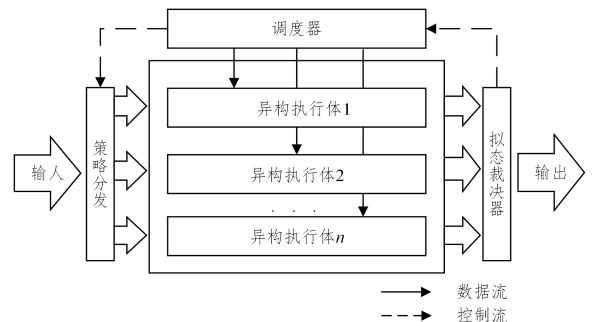 调度器
异构执行体1
异构执行体2
. . .
异构执行体n
输人
策略分发
拟态裁决器
输出
数据流
控制流